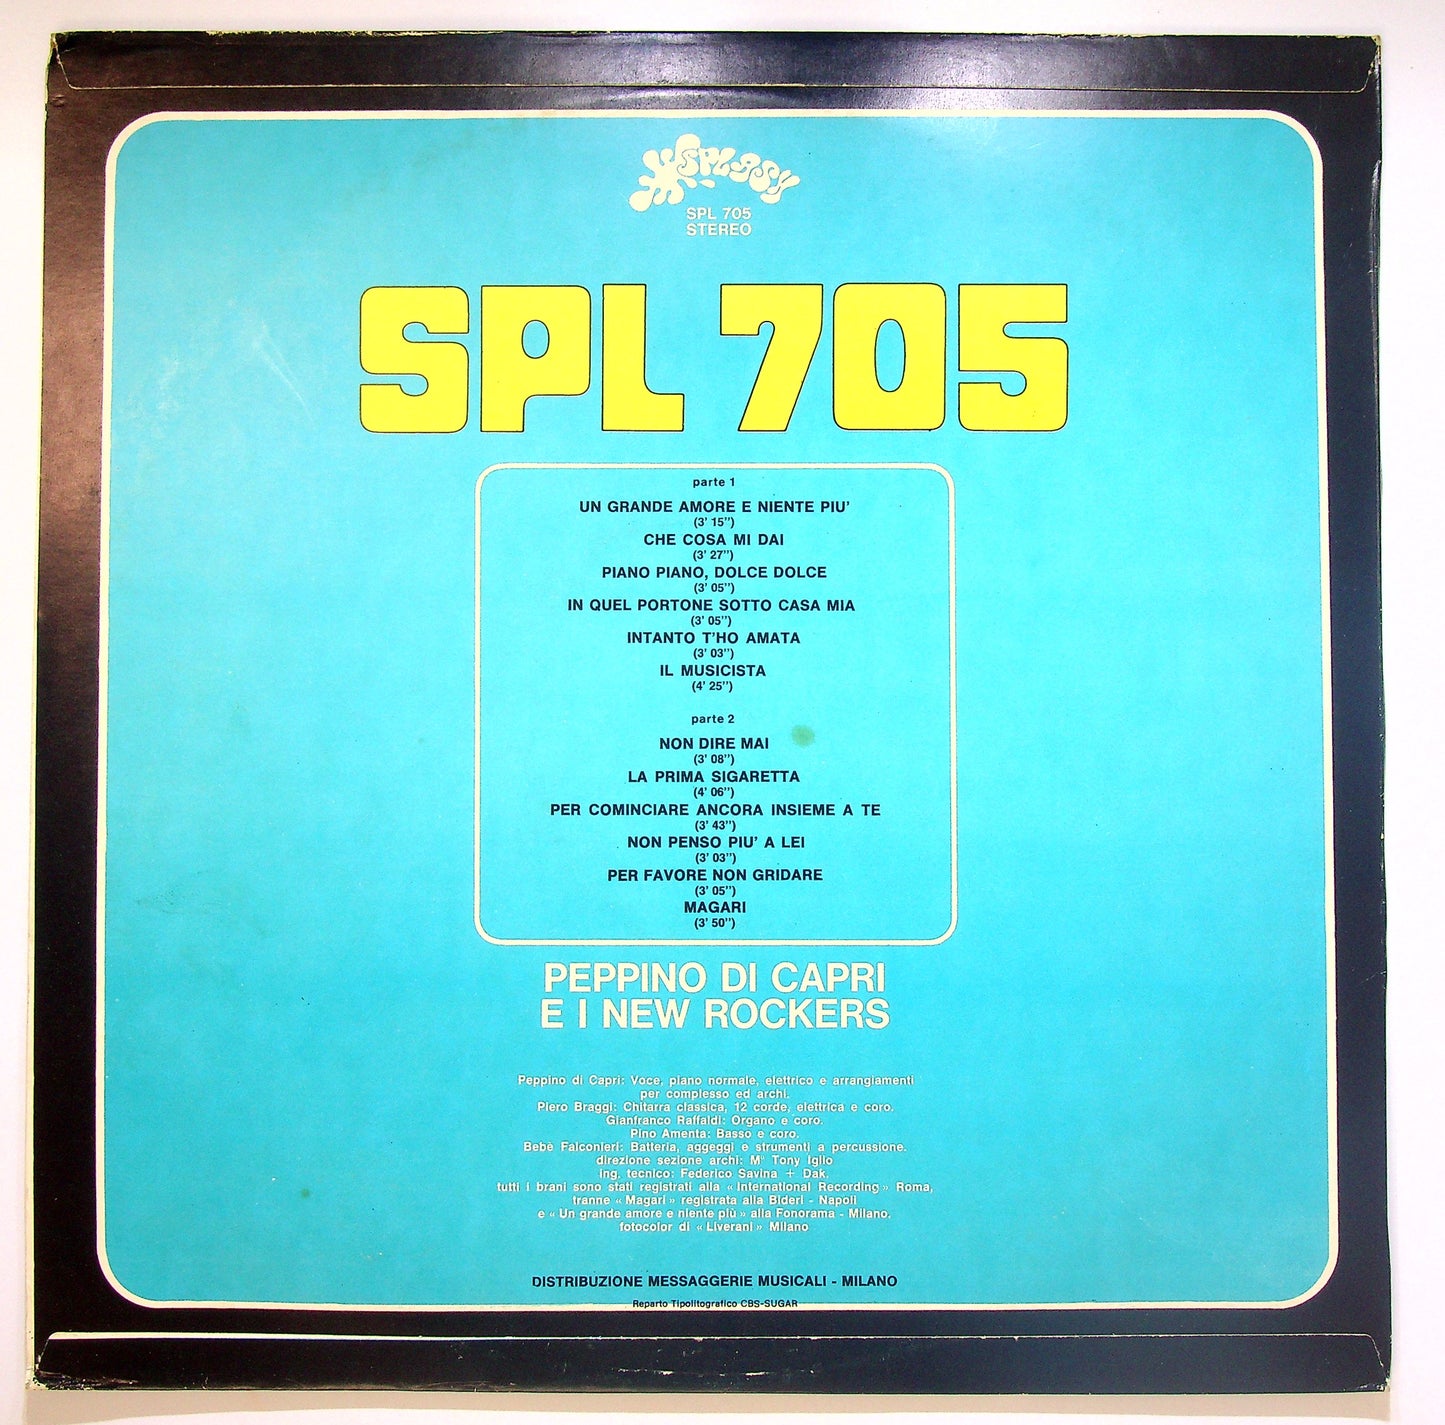 SPLASH
SPL 705
STEREO
SPL 705
parte 1
UN GRANDE AMORE E NIENTE PIU'
(3' 15'')
CHE COSA MI DAI
(3' 27'')
PIANO PIANO, DOLCE DOLCE
(3' 05'')
IN QUEL PORTONE SOTTO CASA MIA
(3' 05'')
INTANTO T'HO AMATA
(3' 03'')
IL MUSICISTA
(4' 25'')
parte 2
NON DIRE MAI
(3' 08'')
LA PRIMA SIGARETTA
(4' 06'')
PER COMINCIARE ANCORA INSIEME A TE
(3' 43'')
NON PENSO PIU' A LEI
(3' 03'')
PER FAVORE NON GRIDARE
(3' 05'')
MAGARI
(3' 50'')
PEPPINO DI CAPRI
E I NEW ROCKERS
Peppino di Capri: Voce, piano normale, elettrico e arrangiamenti
per complesso ed archi.
Piero Braggi: Chitarra classica, 12 corde, elettrica e coro.
Gianfranco Raffaldi: Organo e coro.
Pino Amenta: Basso e coro.
Bebè Falconieri: Batteria, aggeggi e strumenti a percussione.
direzione sezione archi: M° Tony Iglio
ing. tecnico: Federico Savina + Dak.
tutti i brani sono stati registrati alla « International Recording » Roma,
tranne « Magari » registrata alla Bideri - Napoli
e « Un grande amore e niente più » alla Fonorama - Milano.
fotocolor di « Liverani » Milano
DISTRIBUZIONE MESSAGGERIE MUSICALI - MILANO
Reparto Tipolitografico CBS-SUGAR